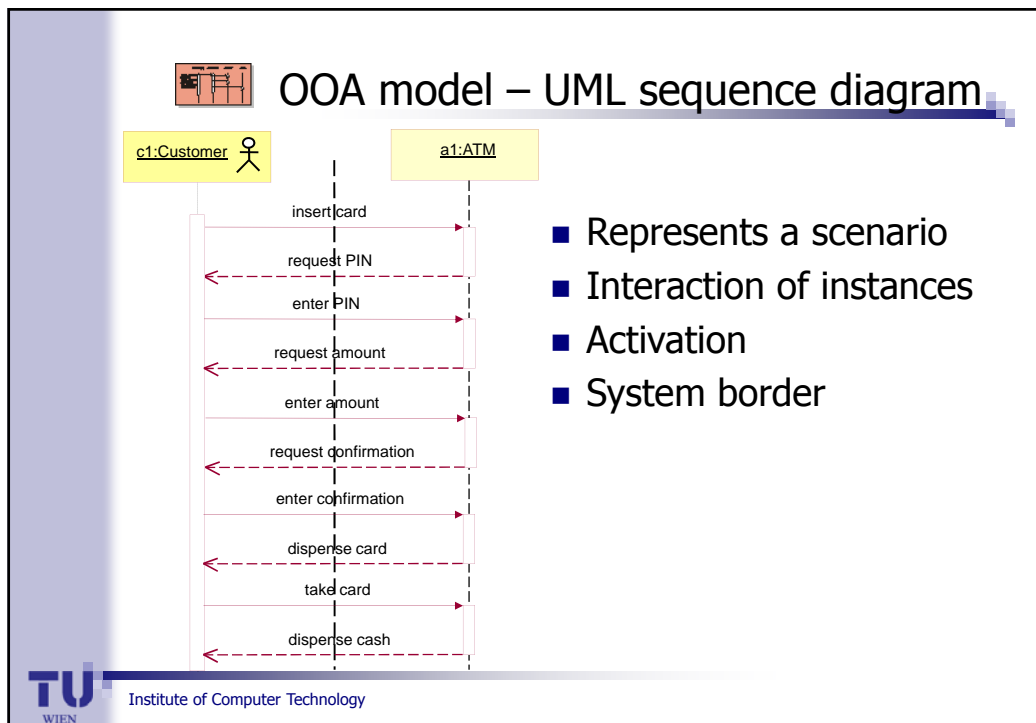 OOA model – UML sequence diagram
c1:Customer
a1:ATM
insert card
request PIN
enter PIN
request amount
enter amount
request confirmation
enter confirmation
dispense card
take card
dispense cash
Represents a scenario
Interaction of instances
Activation
System border
TU
WIEN
Institute of Computer Technology